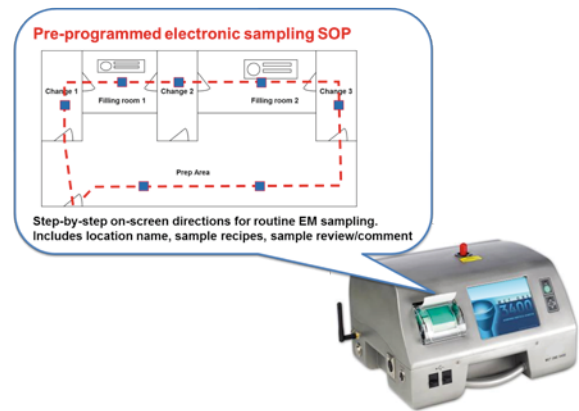 Pre-programmed electronic sampling SOP
Change 1
Filling room 1
Change 2
Filling room 2
Change 3
Prep Area
Step-by-step on-screen directions for routine EM sampling.
Includes location name, sample recipes, sample review/comment
3400